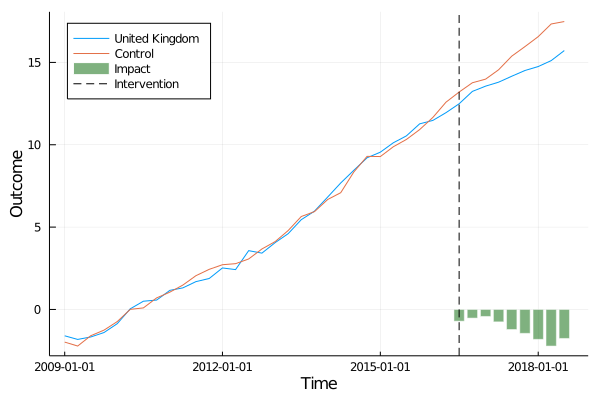 United Kingdom
Control
Impact
Intervention
15
10
5
0
Outcome
2009-01-01
2012-01-01
2015-01-01
2018-01-01
Time